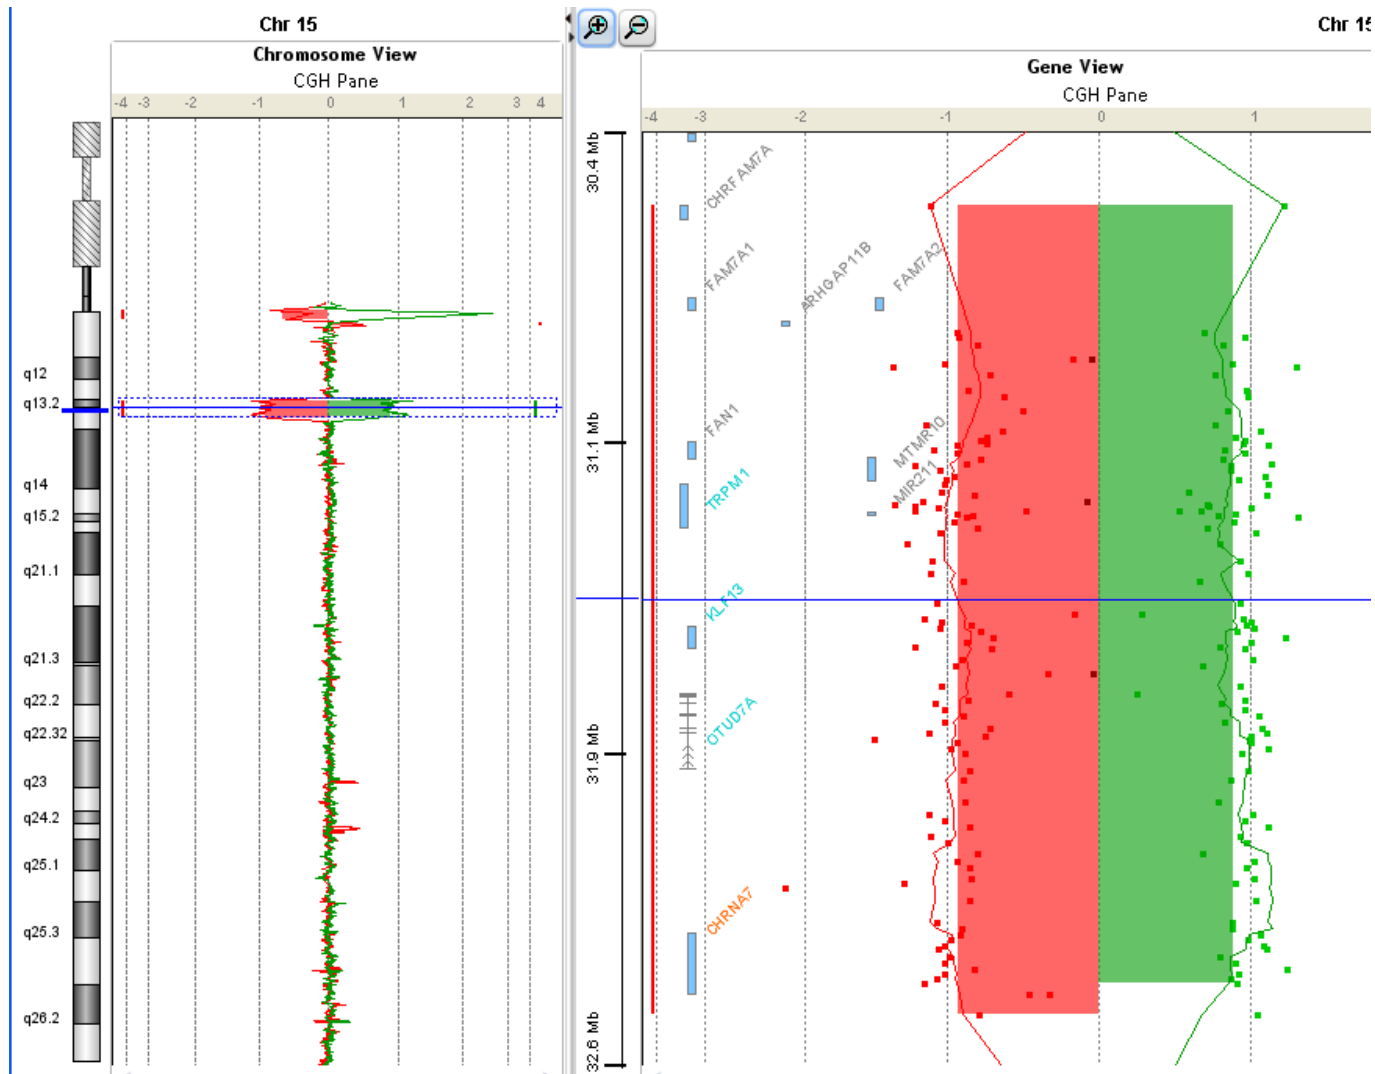 Chr 15
Chromosome View
CGH Pane
-4 -3 -2 -1 0 1 2 3 4
q12
q13.2
q14
q15.2
q21.1
q21.3
q22.2
q22.32
q23
q24.2
q25.1
q25.3
q26.2
Chr 15
Gene View
CGH Pane
-4 -3 -2 -1 0 1
30.4 Mb
CHRFAM7A
FAM7A1
ARHGAP11B
FAM7A2
31.1 Mb
FAN1
MTMR10
TRPM1
MIR211
KLF13
OTUD7A
31.9 Mb
CHRNA7
32.6 Mb